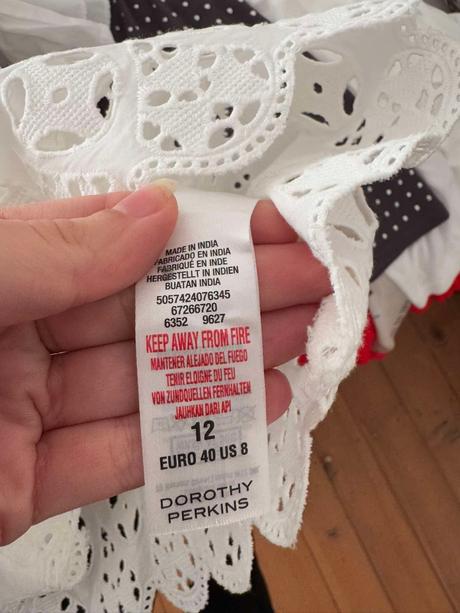 MADE IN INDIA
FABRICADO EN INDIA
FABRIQUÉ EN INDE
HERGESTELLT IN INDIEN
BUATAN INDIA
5057424076345
67266720
6352 9627
KEEP AWAY FROM FIRE
MANTENER ALEJADO DEL FUEGO
TENIR ELOIGNE DU FEU
VON ZUNDQUELLEN FERNHALTEN
JAUHKAN DARI API
12
EURO 40 US 8
DOROTHY
PERKINS